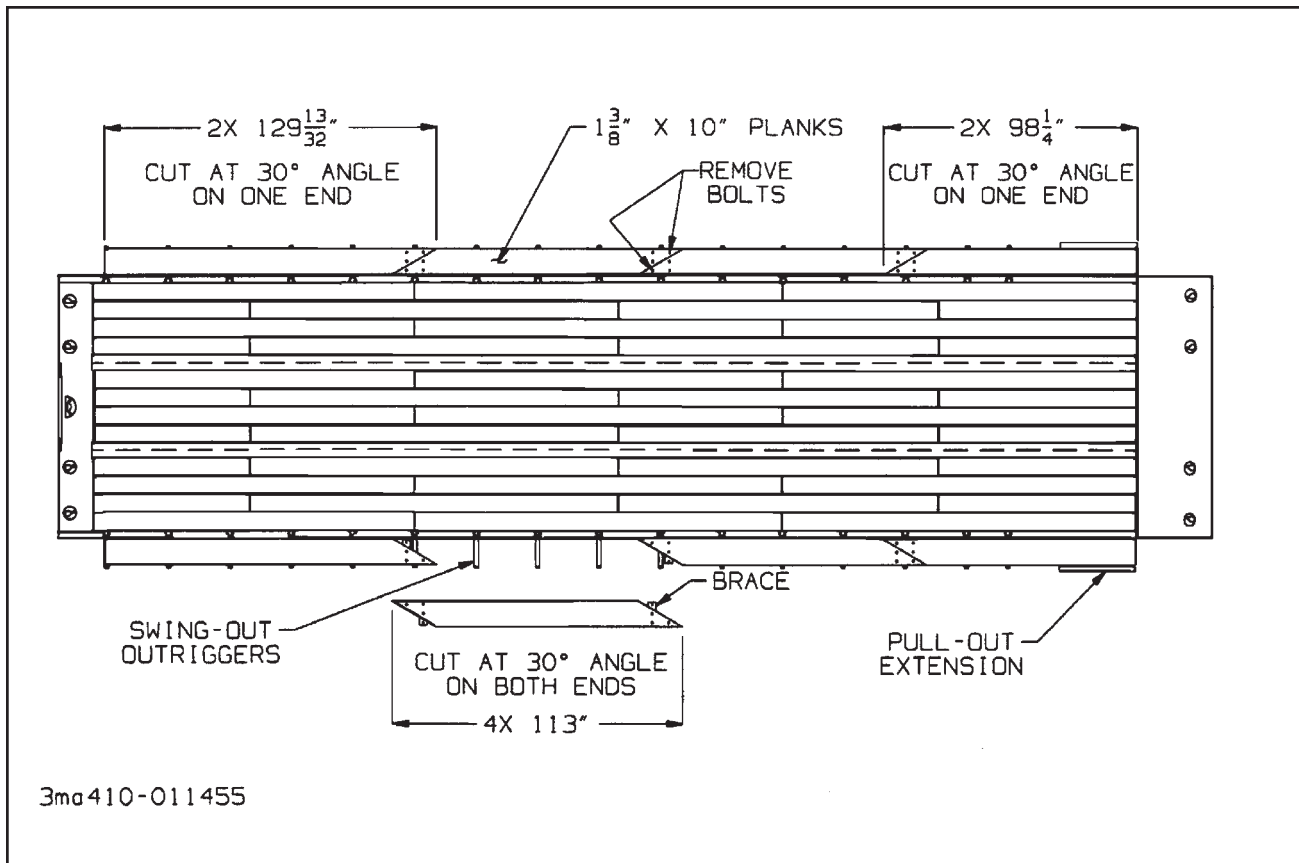 2X 129 13/32"
CUT AT 30° ANGLE
ON ONE END
1 3/8" X 10" PLANKS
REMOVE
BOLTS
2X 98 1/4"
CUT AT 30° ANGLE
ON ONE END
SWING-OUT
OUTRIGGERS
BRACE
CUT AT 30° ANGLE
ON BOTH ENDS
4X 113"
PULL-OUT
EXTENSION
3ma410-011455